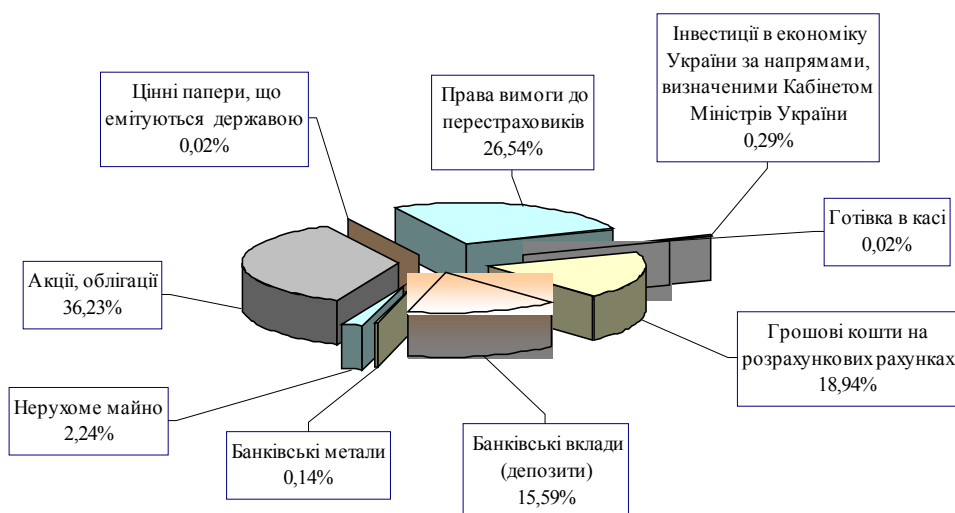 Цінні папери, що
емітуються державою
0,02%
Права вимоги до
перестраховиків
26,54%
Інвестиції в економіку
України за напрямами,
визначеними Кабінетом
Міністрів України
0,29%
Готівка в касі
0,02%
Акції, облігації
36,23%
Грошові кошти на
розрахункових рахунках
18,94%
Нерухоме майно
2,24%
Банківські метали
0,14%
Банківські вклади
(депозити)
15,59%